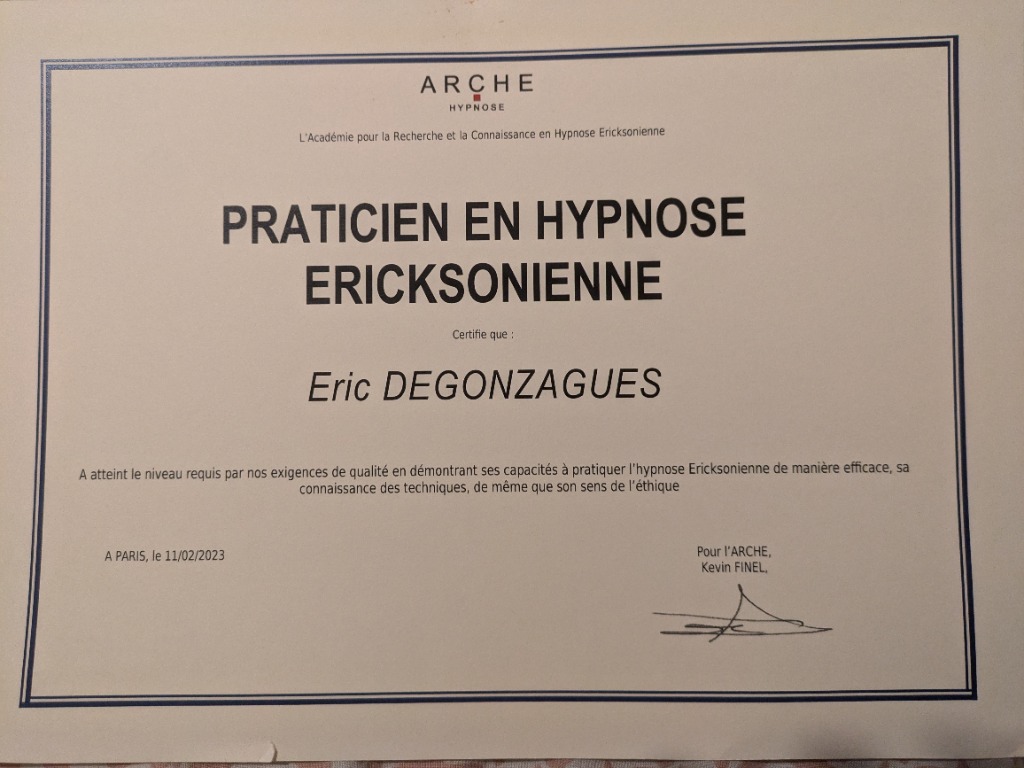 ARCHE
HYPNOSE
L'Académie pour la Recherche et la Connaissance en Hypnose Ericksonienne
PRATICIEN EN HYPNOSE
ERICKSONIENNE
Certifie que :
Eric DEGONZAGUES
A atteint le niveau requis par nos exigences de qualité en démontrant ses capacités à pratiquer l'hypnose Ericksonienne de manière efficace, sa
connaissance des techniques, de même que son sens de l'éthique
A PARIS, le 11/02/2023
Pour l'ARCHE,
Kevin FINEL,